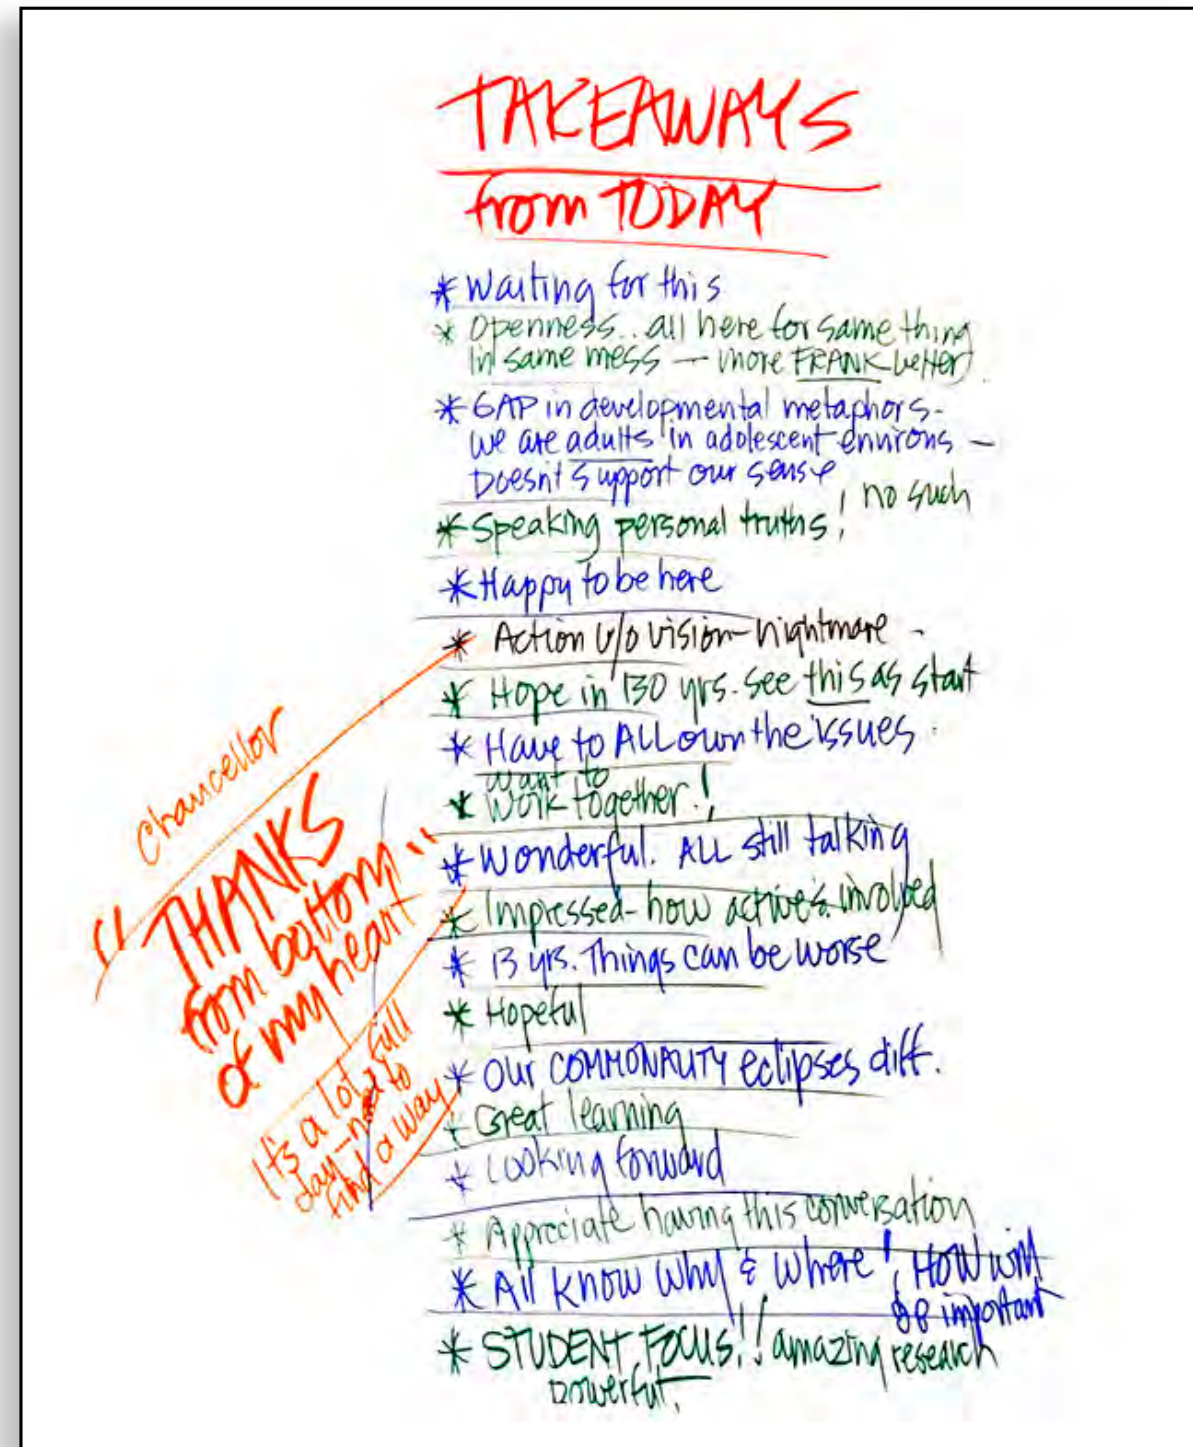 TAKEAWAYS
from TODAY
* Waiting for this
* Openness.. all here for same thing
in same mess — more FRANK better
* GAP in developmental metaphors-
we are adults in adolescent environs -
Doesn't support our sense
* Speaking personal truths! no such
* Happy to be here
* Action w/o vision - nightmare -
* Hope in 130 yrs. see this as start
* Have to ALL own the issues.
want to
* Work together!
* Wonderful. ALL still talking
* Impressed - how active & involved
* 13 yrs. Things can be worse
* Hopeful
* Our COMMONALITY eclipses diff.
* Great learning
* Looking forward
* Appreciate having this conversation
* All know why & where! HOW will
be important
* STUDENT FOCUS!! amazing research
powerful.
Chancellor
"THANKS
from bottom
of my heart"
It's a lot & full
day - need to
find a way